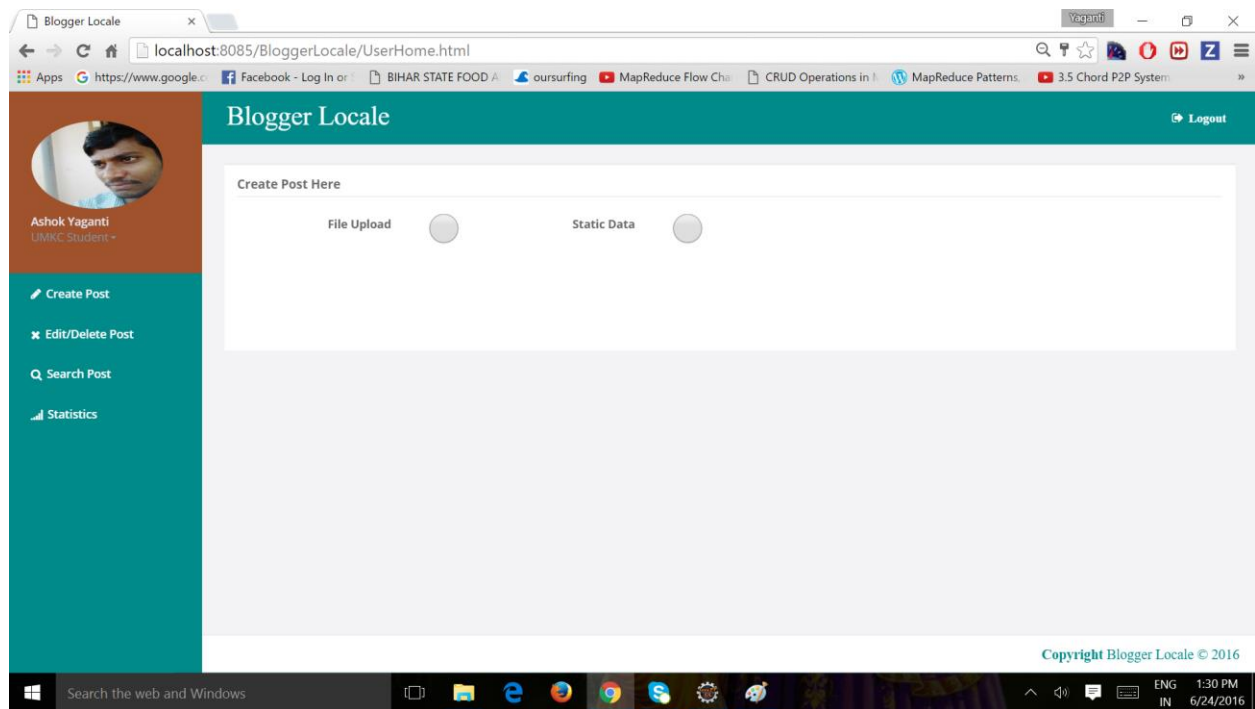 Blogger Locale
Yaganti
localhost:8085/BloggerLocale/UserHome.html
Apps
https://www.google.c
Facebook - Log In or
BIHAR STATE FOOD A
oursurfing
MapReduce Flow Cha
CRUD Operations in
MapReduce Patterns,
3.5 Chord P2P System
Blogger Locale
Logout
Ashok Yaganti
UMKC Student
Create Post
Edit/Delete Post
Search Post
Statistics
Create Post Here
File Upload
Static Data
Copyright Blogger Locale © 2016
Search the web and Windows
ENG
IN
1:30 PM
6/24/2016